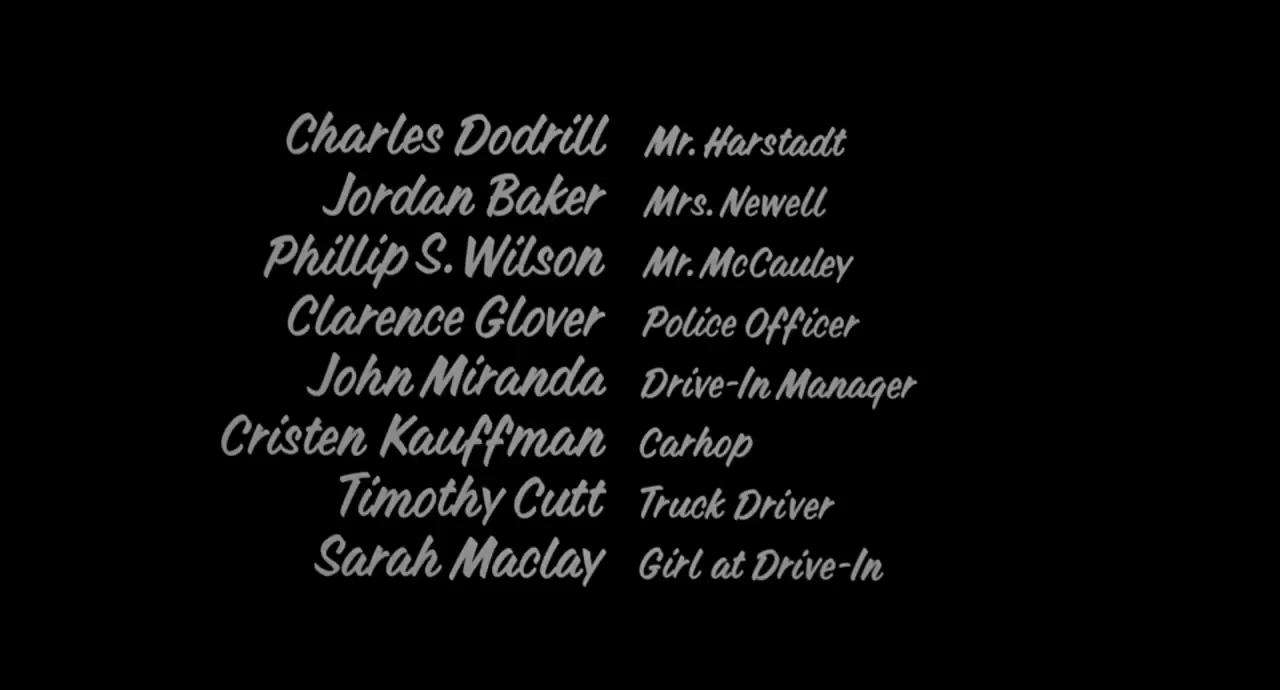 Charles Dodrill Mr. Harstadt
Jordan Baker Mrs. Newell
Phillip S. Wilson Mr. McCauley
Clarence Glover Police Officer
John Miranda Drive-In Manager
Cristen Kauffman Carhop
Timothy Cutt Truck Driver
Sarah Maclay Girl at Drive-In